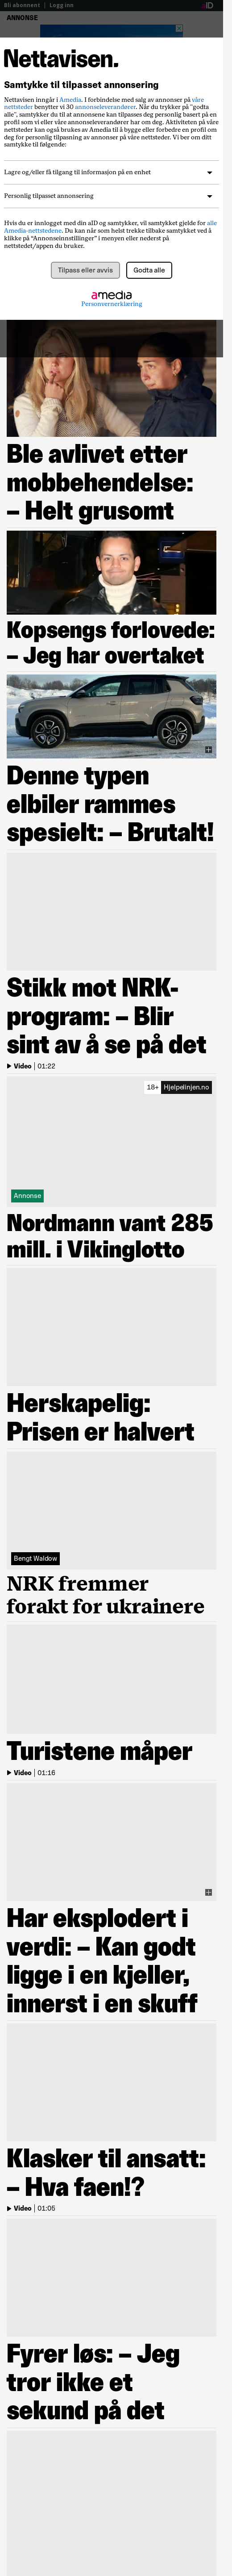 Bli abonnent | Logg inn
aID
ANNONSE
Nettavisen.
Samtykke til tilpasset annonsering
Nettavisen inngår i Amedia. I forbindelse med salg av annonser på våre
nettsteder benytter vi 30 annonseleverandører. Når du trykker på "godta
alle", samtykker du til at annonsene kan tilpasses deg personlig basert på den
profil som vi eller våre annonseleverandører har om deg. Aktivitet på våre
nettsteder kan også brukes av Amedia til å bygge eller forbedre en profil om
deg for personlig tilpasning av annonser på våre nettsteder. Vi ber om ditt
samtykke til følgende:
Lagre og/eller få tilgang til informasjon på en enhet
Personlig tilpasset annonsering
Hvis du er innlogget med din aID og samtykker, vil samtykket gjelde for alle
Amedia-nettstedene. Du kan når som helst trekke tilbake samtykket ved å
klikke på “Annonseinnstillinger” i menyen eller nederst på
nettstedet/appen du bruker.
Tilpass eller avvis
Godta alle
amedia
Personvernerklæring
Ble avlivet etter
mobbehendelse:
– Helt grusomt
Kopsengs forlovede:
– Jeg har overtaket
Denne typen
elbiler rammes
spesielt: – Brutalt!
Stikk mot NRK-
program: – Blir
sint av å se på det
Video | 01:22
18+ Hjelpelinjen.no
Annonse
Nordmann vant 285
mill. i Vikinglotto
Herskapelig:
Prisen er halvert
Bengt Waldow
NRK fremmer
forakt for ukrainere
Turistene måper
Video | 01:16
Har eksplodert i
verdi: – Kan godt
ligge i en kjeller,
innerst i en skuff
Klasker til ansatt:
– Hva faen!?
Video | 01:05
Fyrer løs: – Jeg
tror ikke et
sekund på det